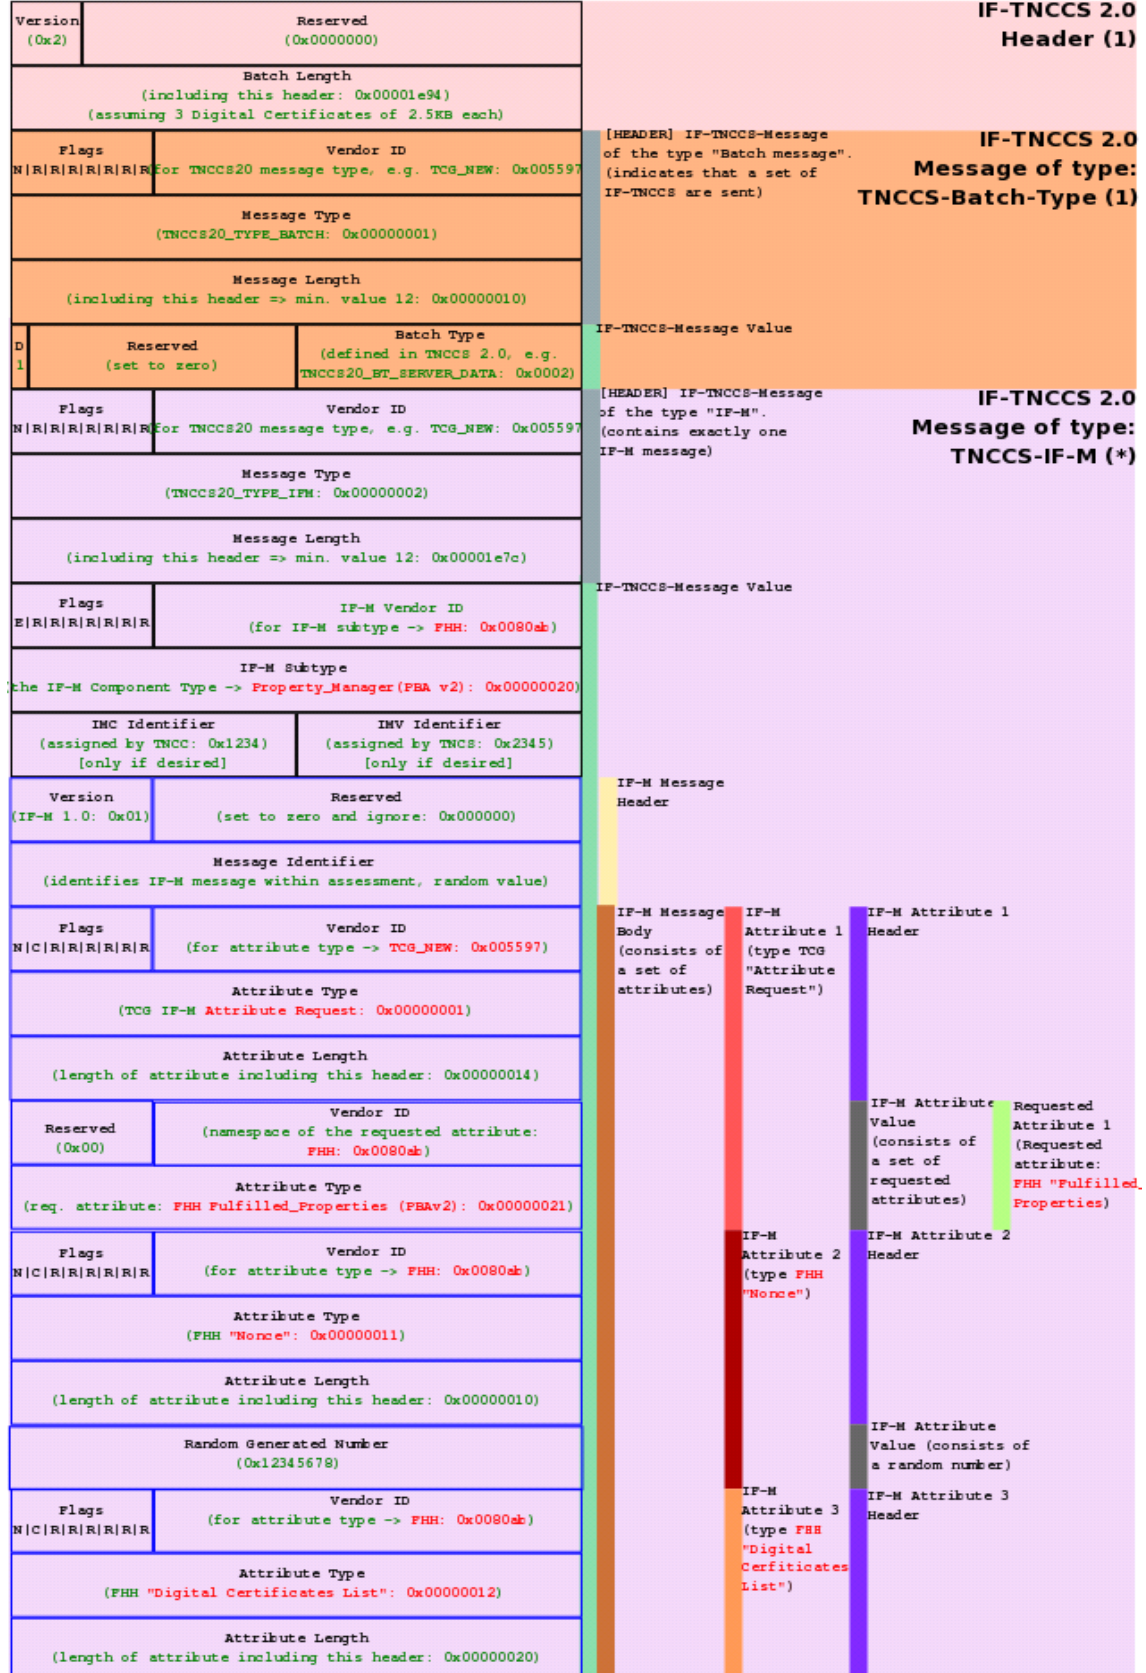 Version
(0x2)
Reserved
(0x0000000)
IF-TNCCS 2.0
Header (1)
Batch Length
(including this header: 0x00001e94)
(assuming 3 Digital Certificates of 2.5KB each)
Flags
N|R|R|R|R|R|R|R
Vendor ID
(for TNCCS20 message type, e.g. TCG_NEW: 0x005597
[HEADER] IF-TNCCS-Message
of the type "Batch message".
(indicates that a set of
IF-TNCCS are sent)
IF-TNCCS 2.0
Message of type:
TNCCS-Batch-Type (1)
Message Type
(TNCCS20_TYPE_BATCH: 0x00000001)
Message Length
(including this header => min. value 12: 0x00000010)
D
1
Reserved
(set to zero)
Batch Type
(defined in TNCCS 2.0, e.g.
TNCCS20_BT_SERVER_DATA: 0x0002)
IF-TNCCS-Message Value
Flags
N|R|R|R|R|R|R|R
Vendor ID
(for TNCCS20 message type, e.g. TCG_NEW: 0x005597
[HEADER] IF-TNCCS-Message
of the type "IF-M".
(contains exactly one
IF-M message)
IF-TNCCS 2.0
Message of type:
TNCCS-IF-M (*)
Message Type
(TNCCS20_TYPE_IFM: 0x00000002)
Message Length
(including this header => min. value 12: 0x00001e7c)
Flags
E|R|R|R|R|R|R|R
IF-M Vendor ID
(for IF-M subtype -> FHH: 0x0080ab)
IF-TNCCS-Message Value
IF-M Subtype
(the IF-M Component Type -> Property_Manager(PBA v2): 0x00000020)
IMC Identifier
(assigned by TNCC: 0x1234)
[only if desired]
IMV Identifier
(assigned by TNCS: 0x2345)
[only if desired]
Version
(IF-M 1.0: 0x01)
Reserved
(set to zero and ignore: 0x000000)
IF-M Message
Header
Message Identifier
(identifies IF-M message within assessment, random value)
Flags
N|C|R|R|R|R|R|R
Vendor ID
(for attribute type -> TCG_NEW: 0x005597)
IF-M Message
Body
(consists of
a set of
attributes)
IF-M
Attribute 1
(type TCG
"Attribute
Request")
IF-M Attribute 1
Header
Attribute Type
(TCG IF-M Attribute Request: 0x00000001)
Attribute Length
(length of attribute including this header: 0x00000014)
Reserved
(0x00)
Vendor ID
(namespace of the requested attribute:
FHH: 0x0080ab)
IF-M Attribute
Value
(consists of
a set of
requested
attributes)
Requested
Attribute 1
(Requested
attribute:
FHH "Fulfilled_
Properties)
Attribute Type
(req. attribute: FHH Fulfilled_Properties (PBAv2): 0x00000021)
Flags
N|C|R|R|R|R|R|R
Vendor ID
(for attribute type -> FHH: 0x0080ab)
IF-M
Attribute 2
(type FHH
"Nonce")
IF-M Attribute 2
Header
Attribute Type
(FHH "Nonce": 0x00000011)
Attribute Length
(length of attribute including this header: 0x00000010)
Random Generated Number
(0x12345678)
IF-M Attribute
Value (consists of
a random number)
Flags
N|C|R|R|R|R|R|R
Vendor ID
(for attribute type -> FHH: 0x0080ab)
IF-M
Attribute 3
(type FHH
"Digital
Cerfiticates
List")
IF-M Attribute 3
Header
Attribute Type
(FHH "Digital Certificates List": 0x00000012)
Attribute Length
(length of attribute including this header: 0x00000020)